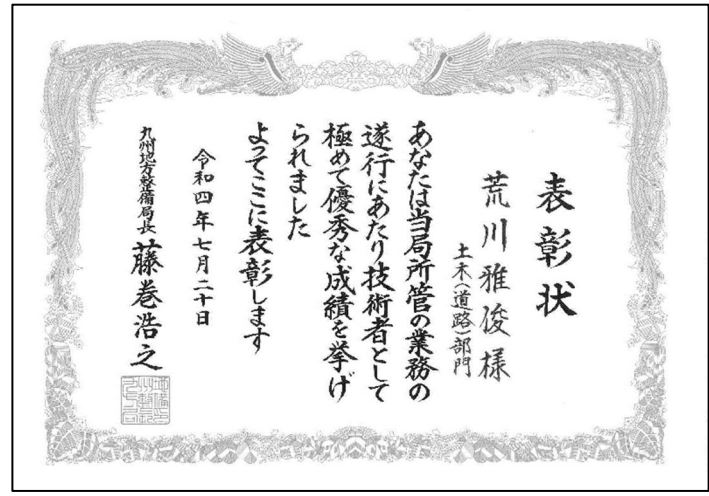 表彰状
荒川雅俊様
土木(道路)部門
あなたは当局所管の業務の
遂行にあたり技術者として
極めて優秀な成績を挙げ
られました
よってここに表彰します
令和四年七月二十日
九州地方整備局長 藤巻浩之